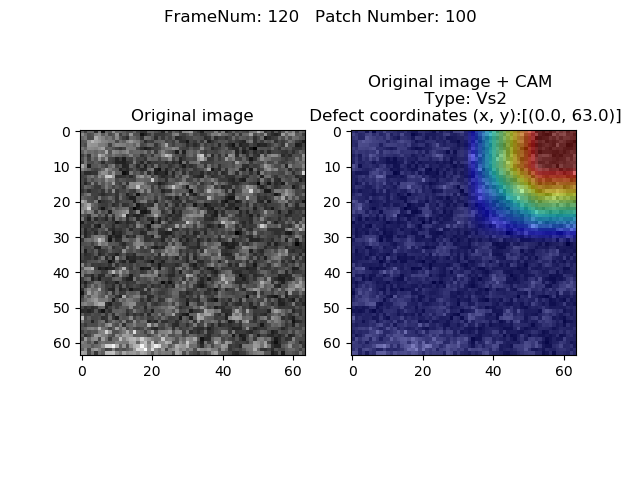 FrameNum: 120   Patch Number: 100
Original image
Original image + CAM
Type: Vs2
Defect coordinates (x, y):[(0.0, 63.0)]
0
10
20
30
40
50
60
0 20 40 60
0
10
20
30
40
50
60
0 20 40 60